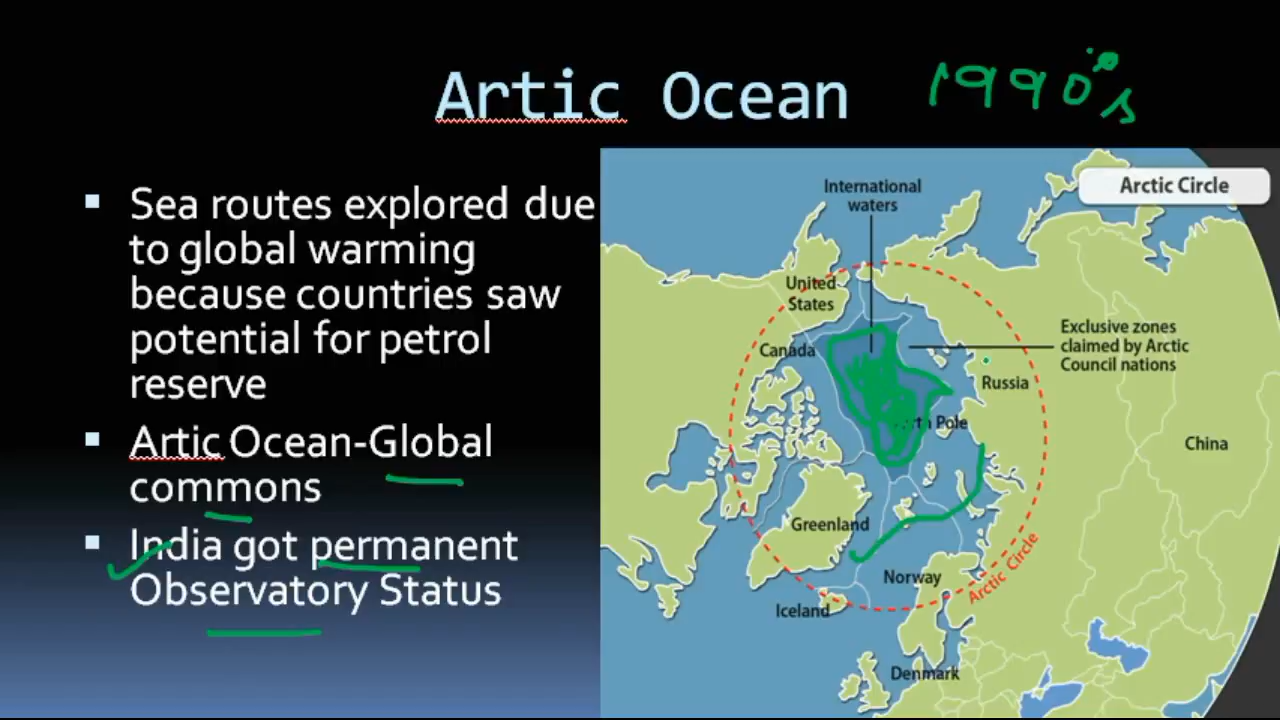 Artic Ocean
1990's
Sea routes explored due
to global warming
because countries saw
potential for petrol
reserve
Artic Ocean-Global
commons
India got permanent
Observatory Status
Arctic Circle
International
waters
United
States
Canada
Exclusive zones
claimed by Arctic
Council nations
Russia
Pole
China
Greenland
Arctic Circle
Norway
Iceland
Denmark